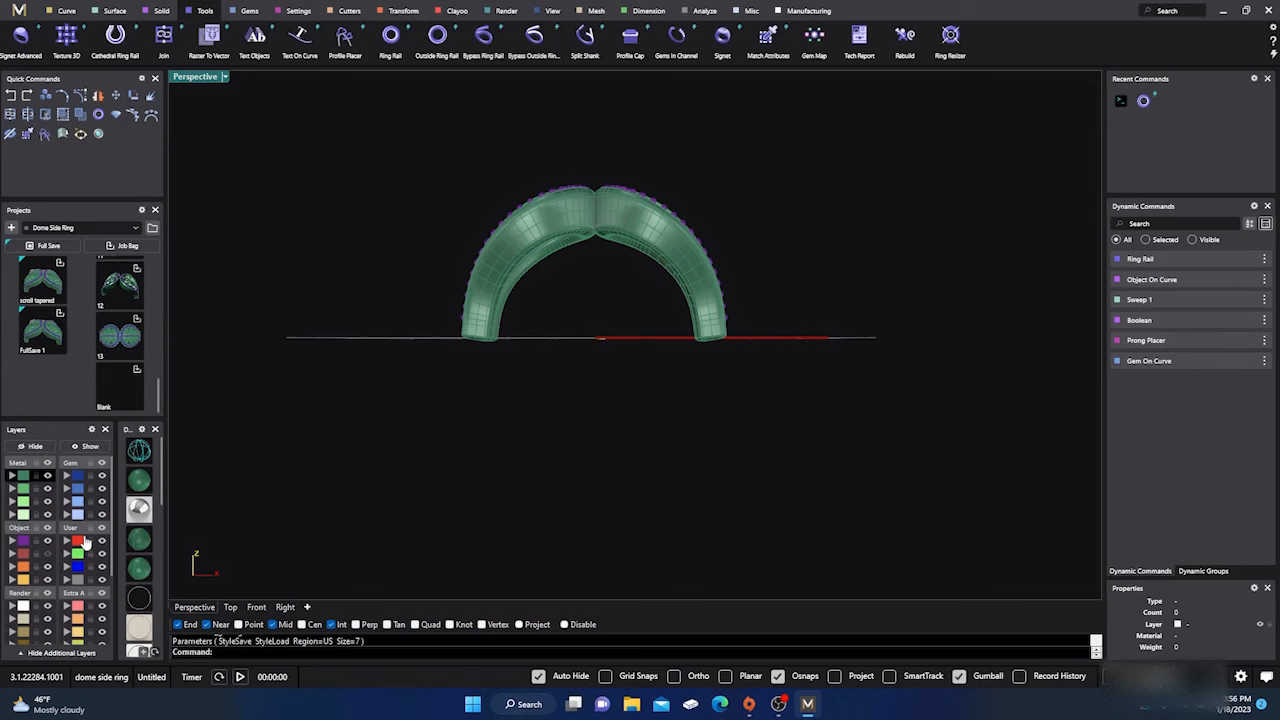 Curve Surface Solid Tools Gems Settings Cutters Transform Clayoo Render View Mesh Dimension Analyze Misc Manufacturing Search
Signet Advanced Texture 3D Cathedral Ring Rail Join Raster To Vector Text Objects Text On Curve Profile Placer Ring Rail Outside Ring Rail Bypass Ring Rail Bypass Outside Rin... Split Shank Profile Cap Gems In Channel Signet Match Attributes Gem Map Tech Report Rebuild Ring Resizer
Quick Commands
Perspective
Recent Commands
Projects
Dynamic Commands
Dome Side Ring
Search
Full Save Job Bag
All Selected Visible
Ring Rail
Object On Curve
Sweep 1
Boolean
Prong Placer
Gem On Curve
scroll tapered
12
FullSave 1
13
Blank
Layers
D...
Hide Show
Metal Gem
Object User
Render Extra A
Hide Additional Layers
z
x
Dynamic Commands Dynamic Groups
Properties
Type -
Count 0
Layer -
Material -
Weight 0
Perspective Top Front Right
End Near Point Mid Cen Int Perp Tan Quad Knot Vertex Project Disable
Parameters ( StyleSave StyleLoad Region=US Size=7 )
Command:
3.1.22284.1001 dome side ring Untitled Timer 00:00:00 Auto Hide Grid Snaps Ortho Planar Osnaps Project SmartTrack Gumball Record History
46°F
Mostly cloudy
Search
:56 PM
/18/2023
2